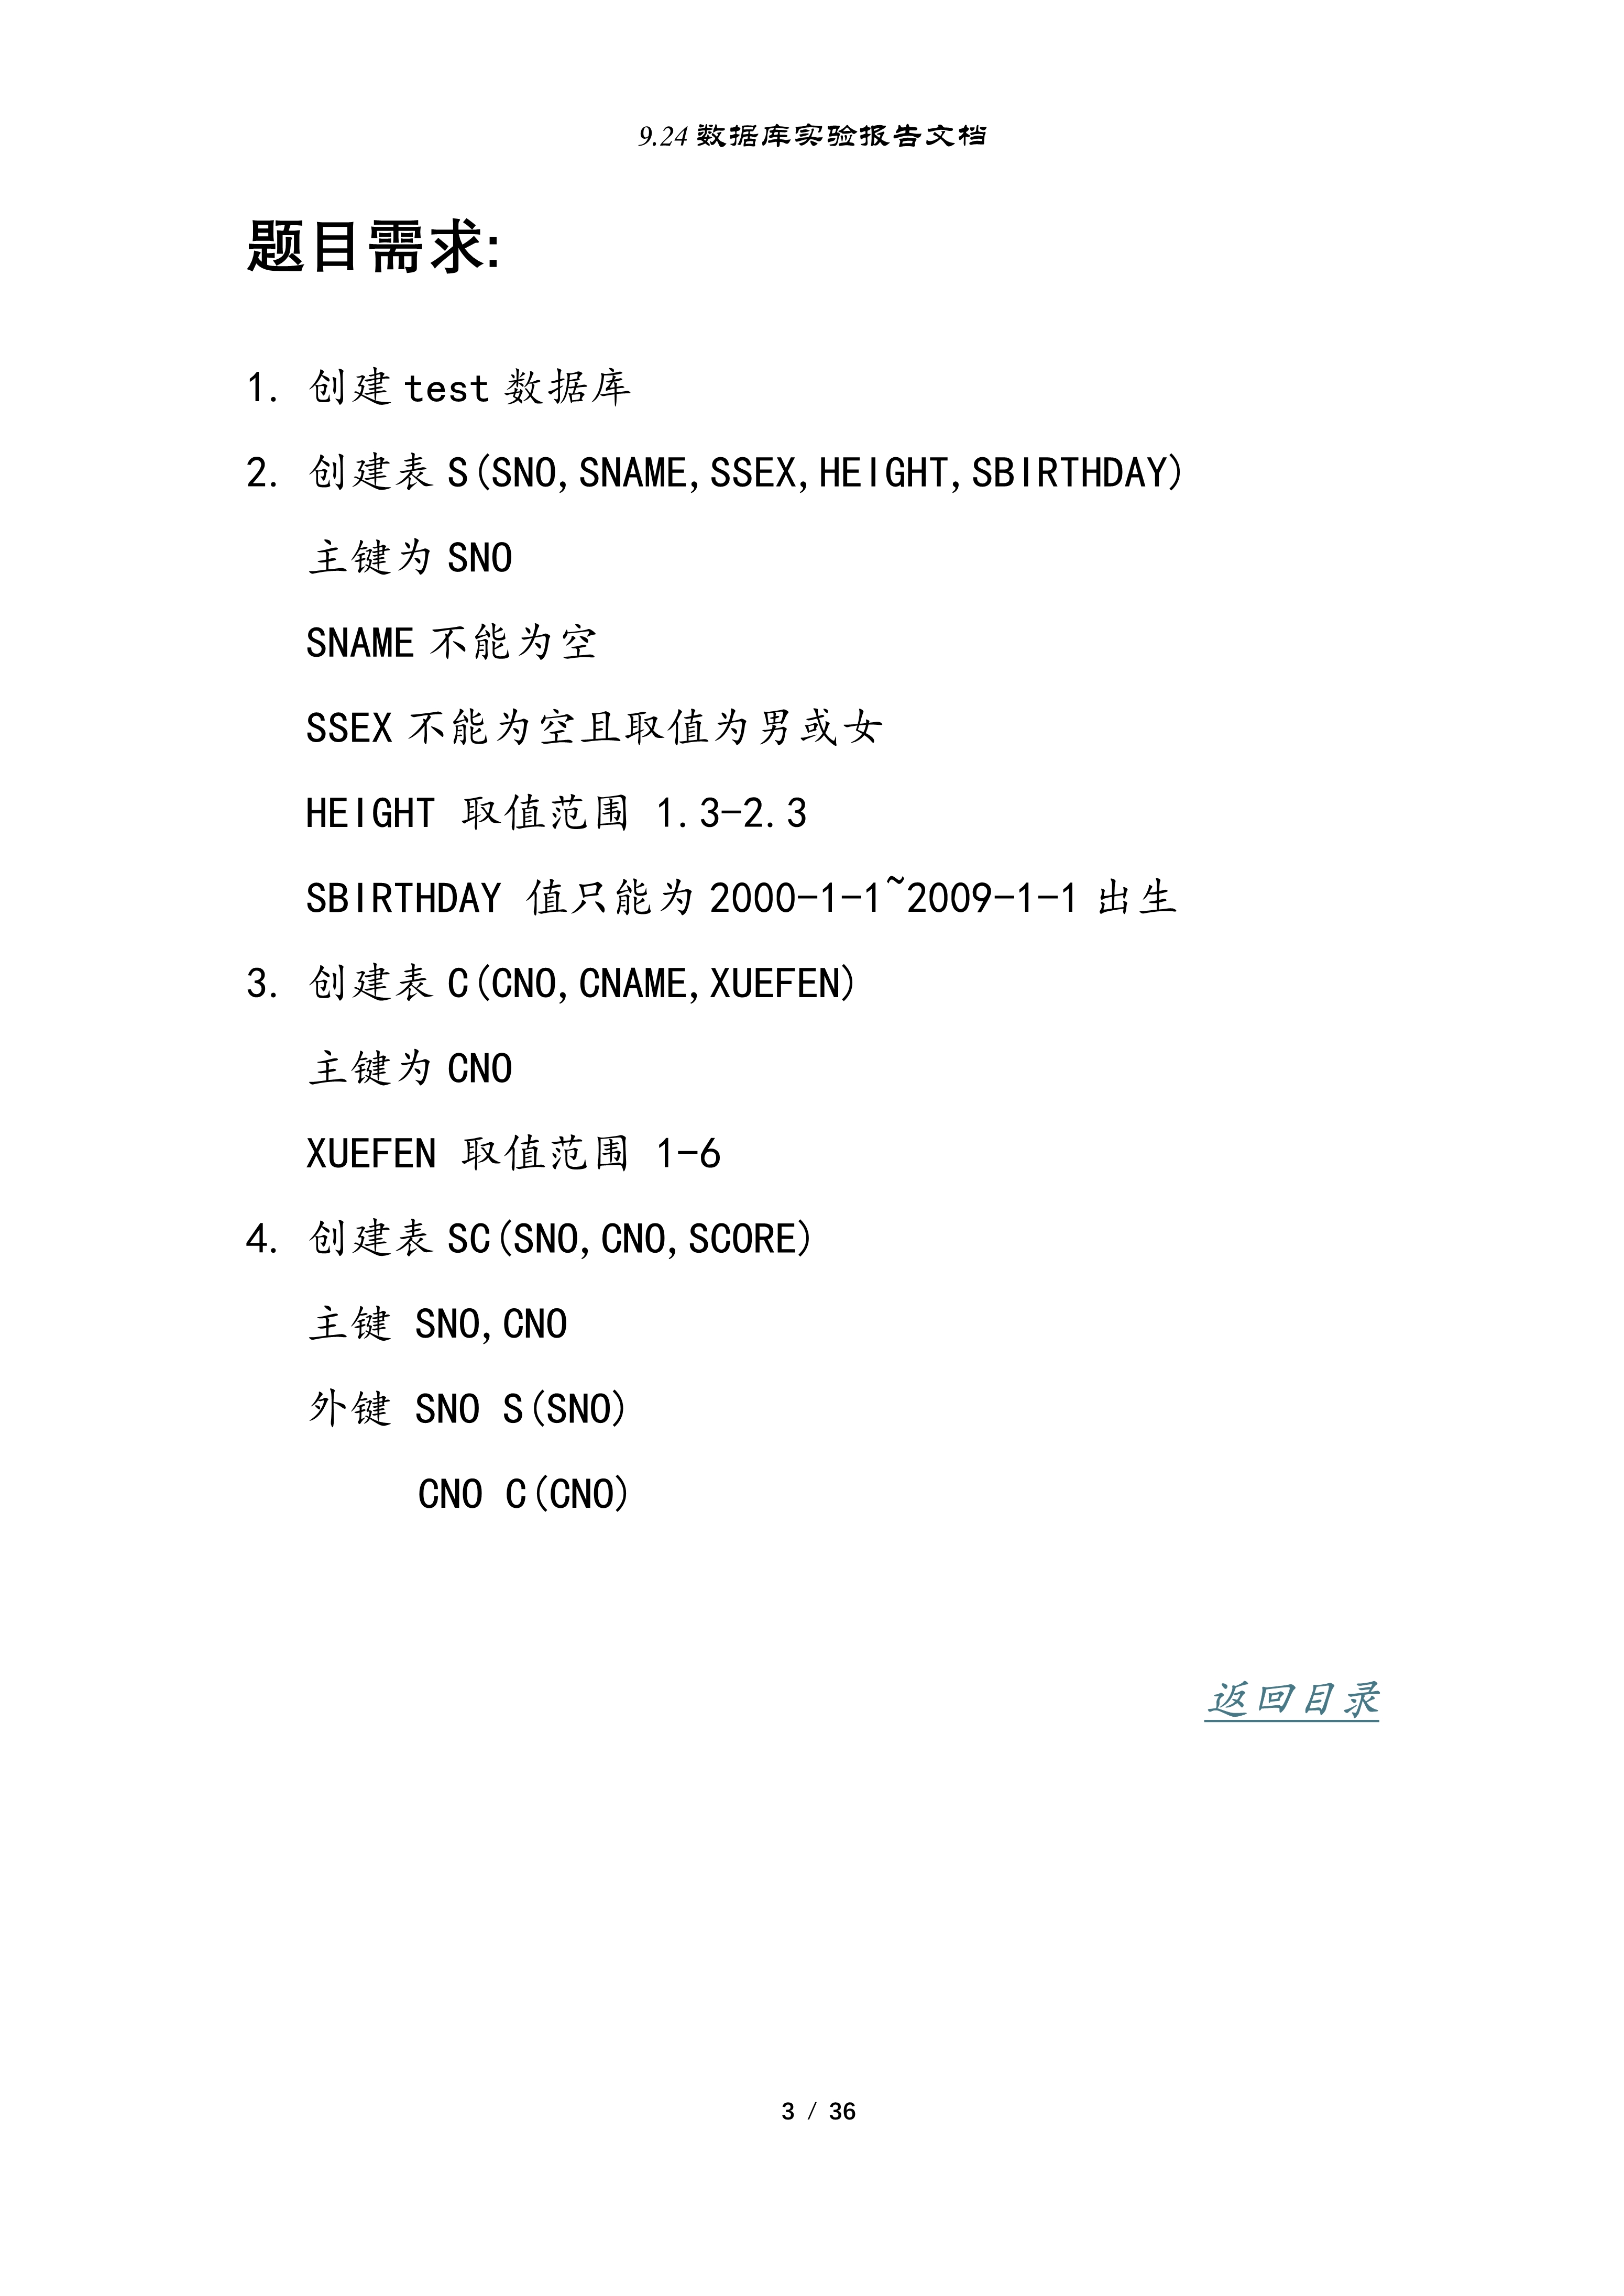 9.24 数据库实验报告文档
题目需求:
1. 创建 test 数据库
2. 创建表 S(SNO,SNAME,SSEX,HEIGHT,SBIRTHDAY)
主键为 SNO
SNAME 不能为空
SSEX 不能为空且取值为男或女
HEIGHT 取值范围 1.3-2.3
SBIRTHDAY 值只能为 2000-1-1~2009-1-1 出生
3. 创建表 C(CNO,CNAME,XUEFEN)
主键为 CNO
XUEFEN 取值范围 1-6
4. 创建表 SC(SNO,CNO,SCORE)
主键 SNO,CNO
外键 SNO S(SNO)
CNO C(CNO)
返回目录
3 / 36